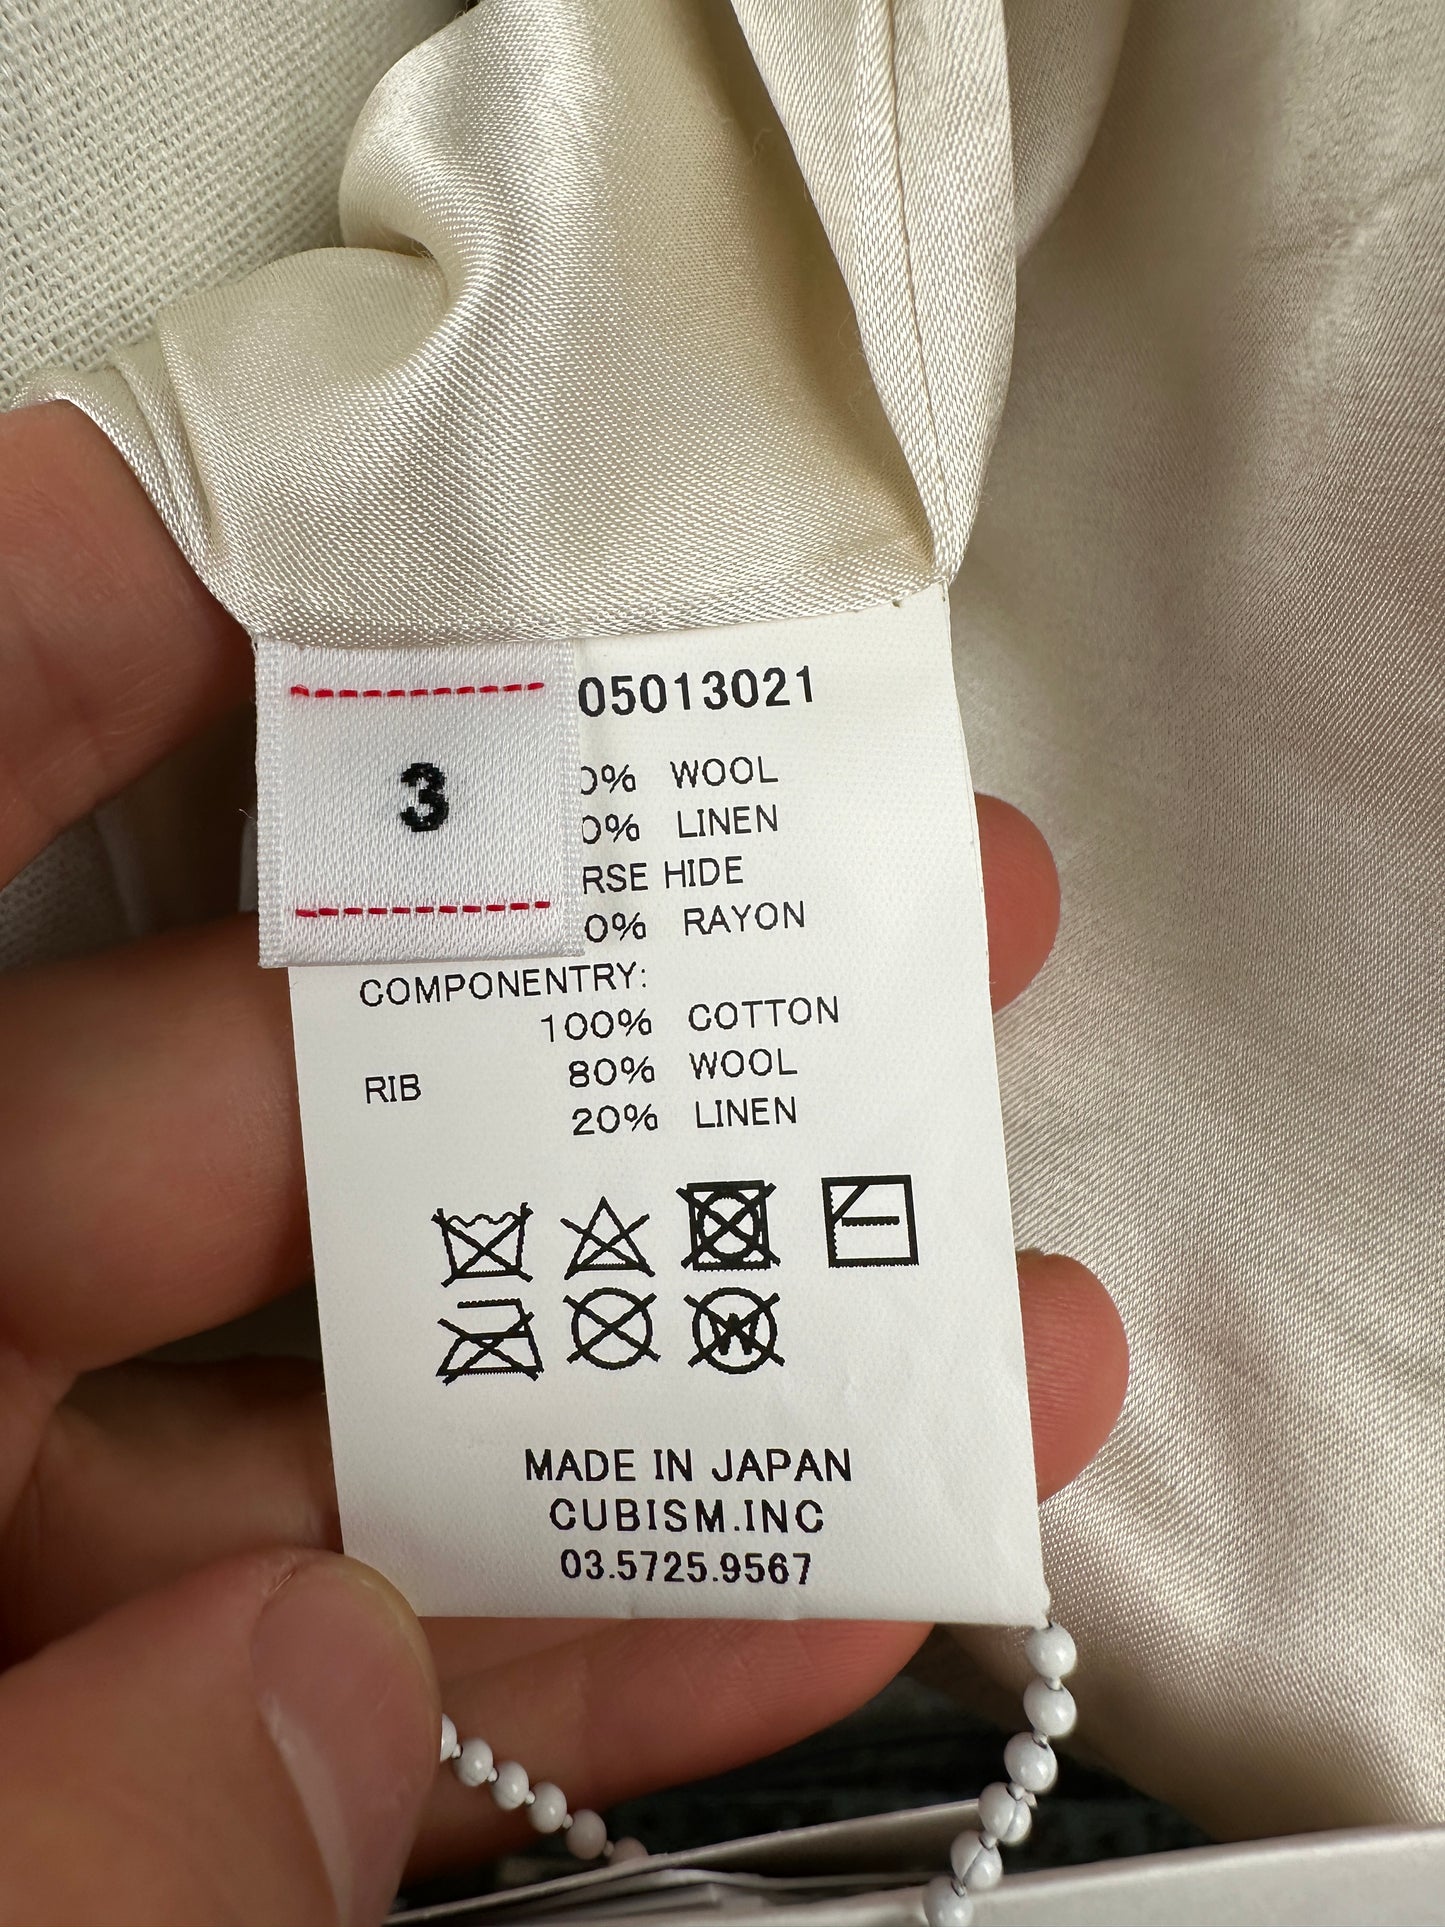 05013021
3
0% WOOL
0% LINEN
RSE HIDE
0% RAYON
COMPONENTRY:
100% COTTON
RIB 80% WOOL
20% LINEN
W
MADE IN JAPAN
CUBISM.INC
03.5725.9567